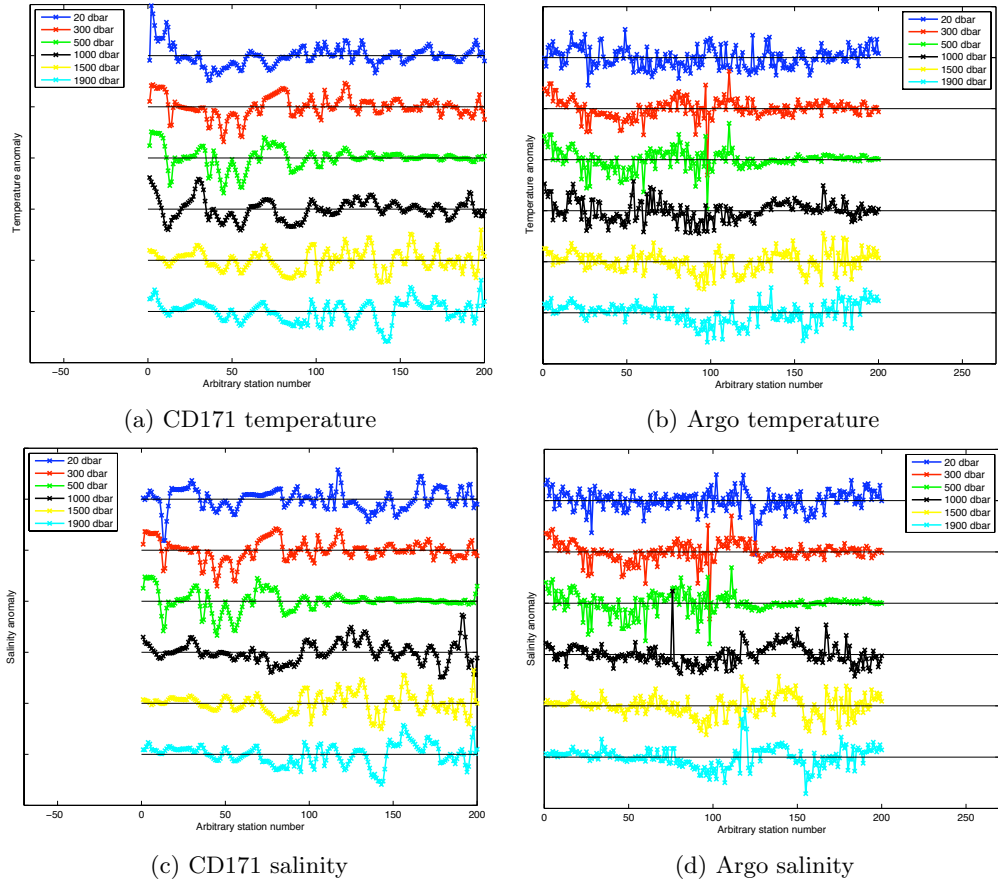 20 dbar
300 dbar
500 dbar
1000 dbar
1500 dbar
1900 dbar
Temperature anomaly
−50 0 50 100 150 200
Arbitrary station number
(a) CD171 temperature
20 dbar
300 dbar
500 dbar
1000 dbar
1500 dbar
1900 dbar
Temperature anomaly
0 50 100 150 200 250
Arbitrary station number
(b) Argo temperature
20 dbar
300 dbar
500 dbar
1000 dbar
1500 dbar
1900 dbar
Salinity anomaly
−50 0 50 100 150 200
Arbitrary station number
(c) CD171 salinity
20 dbar
300 dbar
500 dbar
1000 dbar
1500 dbar
1900 dbar
Salinity anomaly
0 50 100 150 200 250
Arbitrary station number
(d) Argo salinity